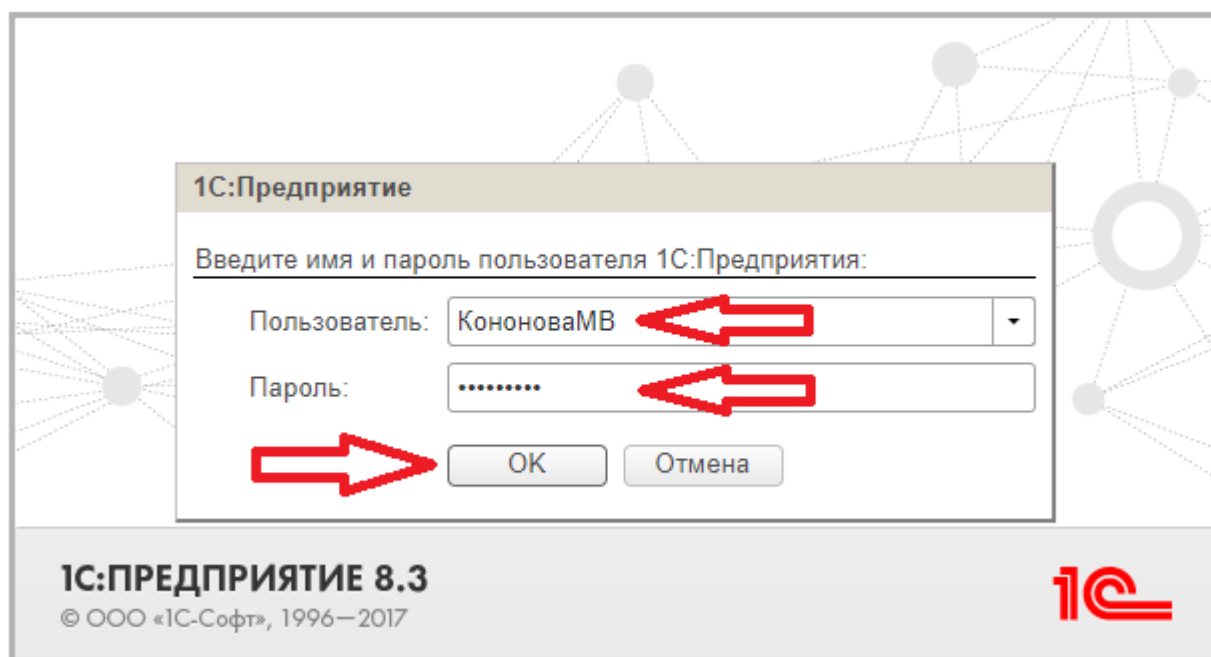 1С:Предприятие
Введите имя и пароль пользователя 1С:Предприятия:
Пользователь: КононоваМВ
Пароль: •••••••••
OK Отмена
1С:ПРЕДПРИЯТИЕ 8.3
© ООО «1С-Софт», 1996—2017
1С